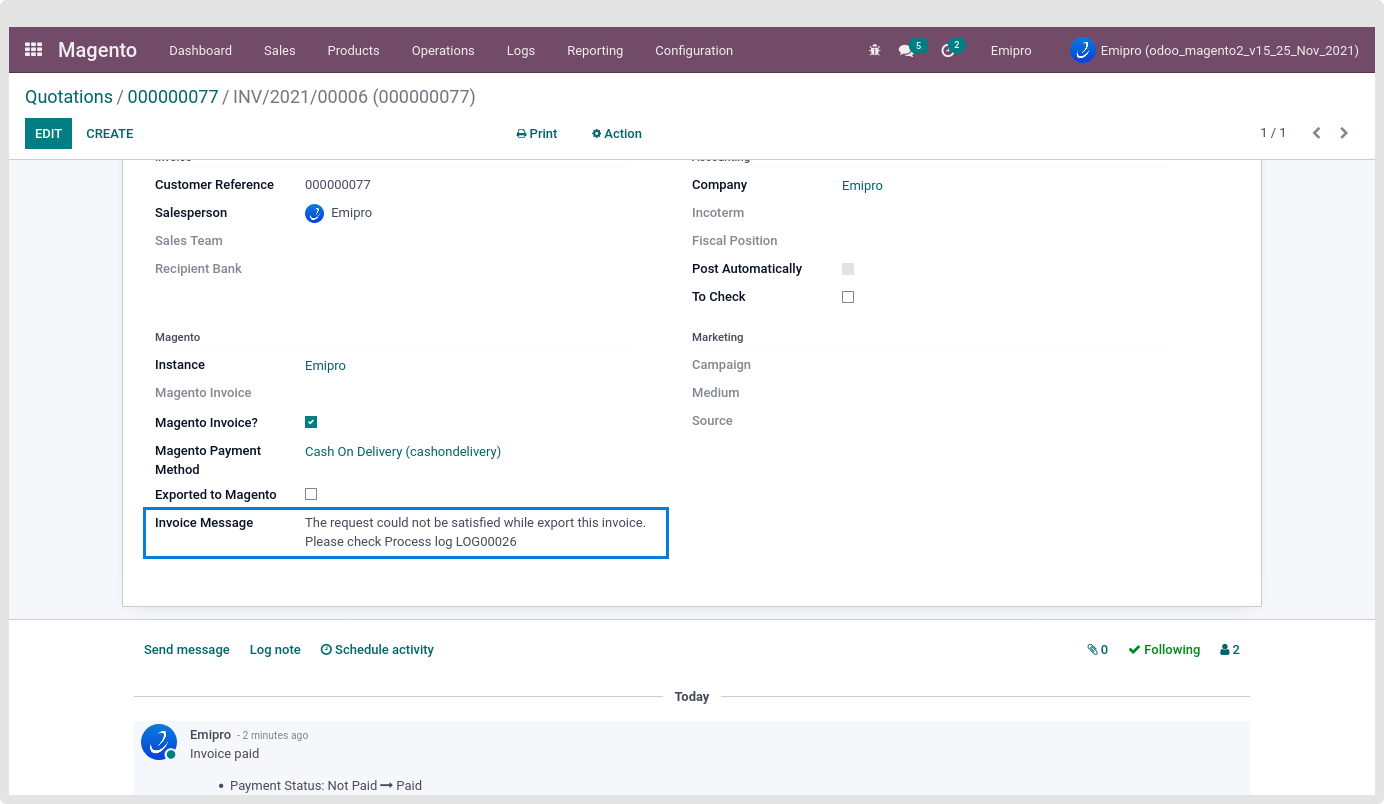 Magento Dashboard Sales Products Operations Logs Reporting Configuration 5 2 Emipro Emipro (odoo_magento2_v15_25_Nov_2021)
Quotations / 000000077 / INV/2021/00006 (000000077)
EDIT CREATE Print Action 1 / 1
Customer Reference 000000077
Company Emipro
Salesperson Emipro
Incoterm
Sales Team
Fiscal Position
Recipient Bank
Post Automatically
To Check
Magento
Marketing
Instance Emipro
Campaign
Magento Invoice
Medium
Magento Invoice?
Source
Magento Payment
Method
Cash On Delivery (cashondelivery)
Exported to Magento
Invoice Message The request could not be satisfied while export this invoice.
Please check Process log LOG00026
Send message Log note Schedule activity 0 Following 2
Today
Emipro - 2 minutes ago
Invoice paid
• Payment Status: Not Paid → Paid